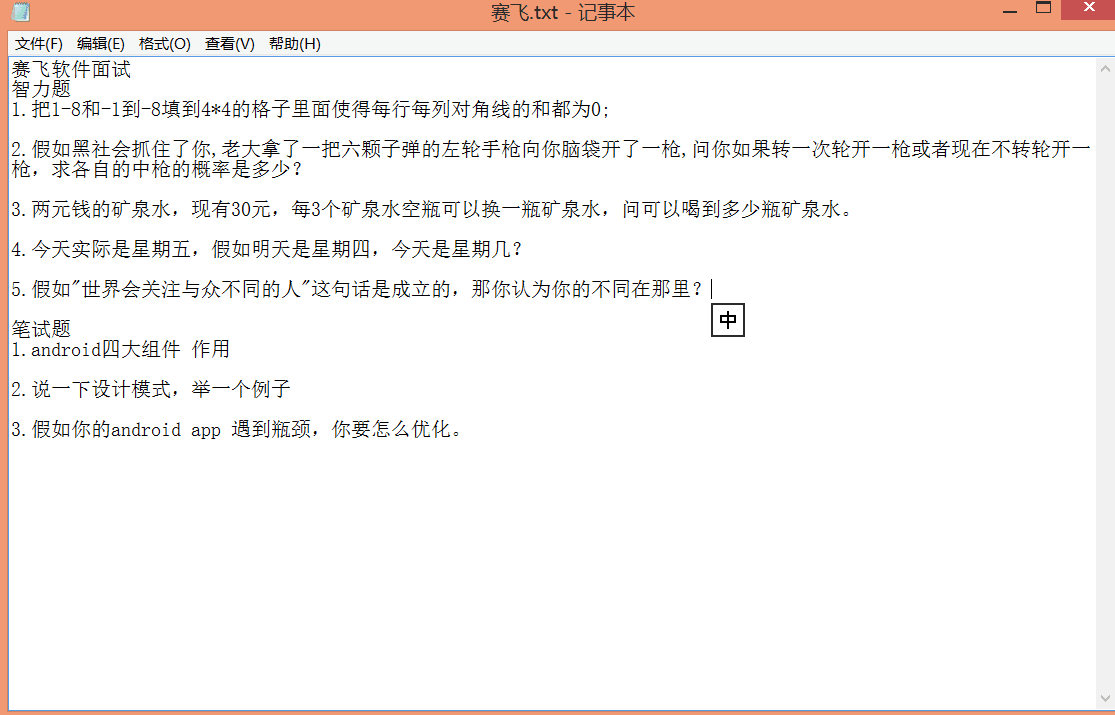 赛飞.txt - 记事本
文件(F) 编辑(E) 格式(O) 查看(V) 帮助(H)
赛飞软件面试
智力题
1.把1-8和-1到-8填到4*4的格子里面使得每行每列对角线的和都为0;
2.假如黑社会抓住了你,老大拿了一把六颗子弹的左轮手枪向你脑袋开了一枪,问你如果转一次轮开一枪或者现在不转轮开一
枪，求各自的中枪的概率是多少？
3.两元钱的矿泉水，现有30元，每3个矿泉水空瓶可以换一瓶矿泉水，问可以喝到多少瓶矿泉水。
4.今天实际是星期五，假如明天是星期四，今天是星期几？
5.假如"世界会关注与众不同的人"这句话是成立的，那你认为你的不同在那里？
中
笔试题
1.android四大组件 作用
2.说一下设计模式，举一个例子
3.假如你的android app 遇到瓶颈，你要怎么优化。